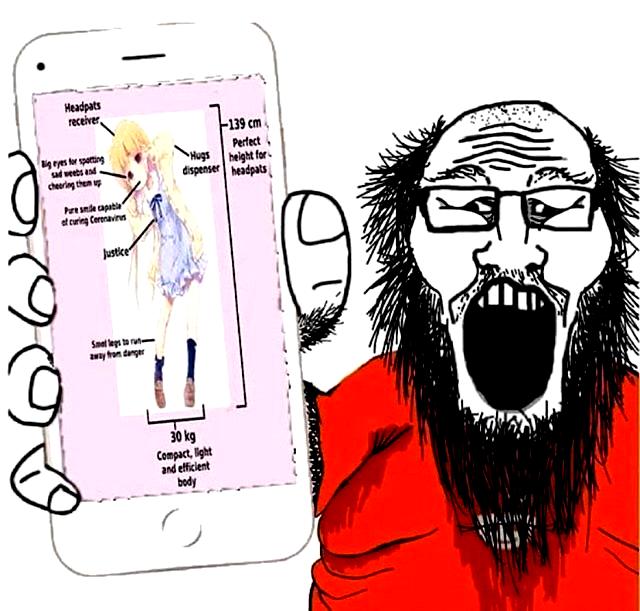 Headpats
receiver
139 cm
Perfect
height for
headpats
Hugs
dispenser
Big eyes for spotting
sad weebs and
cheering them up
Pure smile capable
of curing Coronavirus
Justice
Smol legs to run
away from danger
30 kg
Compact, light
and efficient
body